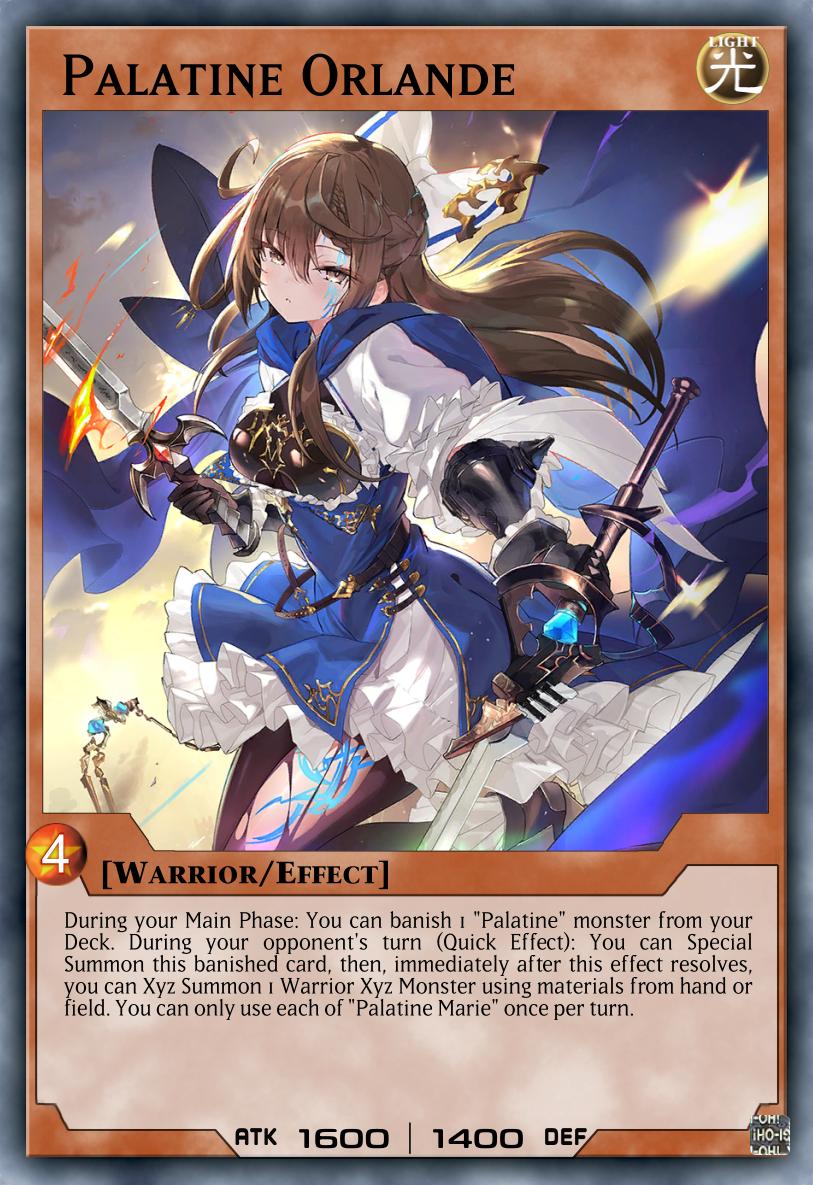 Palatine Orlande
LIGHT
光
4
[Warrior/Effect]
During your Main Phase: You can banish 1 "Palatine" monster from your
Deck. During your opponent's turn (Quick Effect): You can Special
Summon this banished card, then, immediately after this effect resolves,
you can Xyz Summon 1 Warrior Xyz Monster using materials from hand or
field. You can only use each of "Palatine Marie" once per turn.
ATK 1600 | 1400 DEF